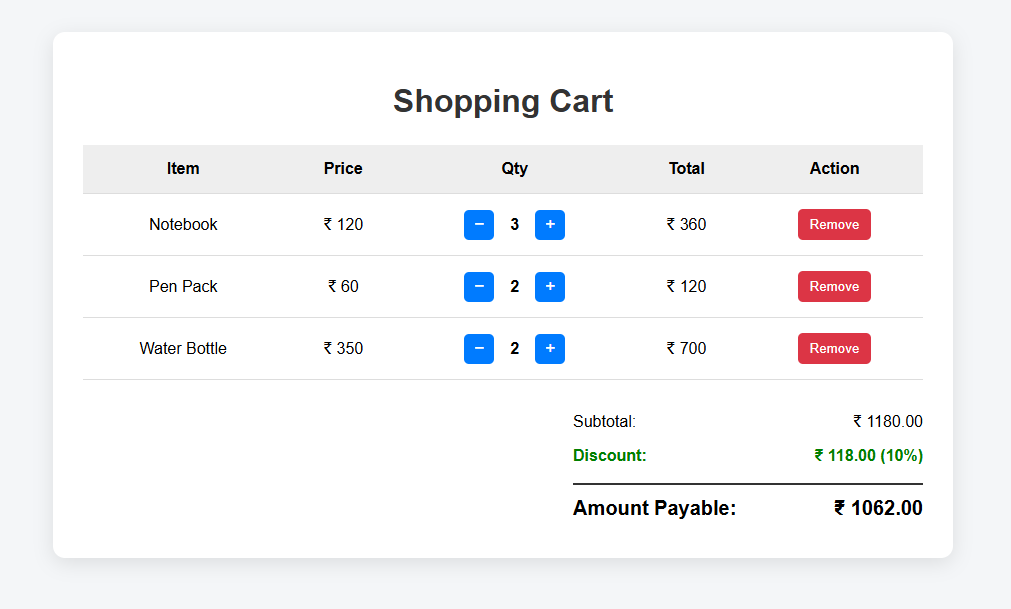 Shopping Cart
Item Price Qty Total Action
Notebook ₹ 120 − 3 + ₹ 360 Remove
Pen Pack ₹ 60 − 2 + ₹ 120 Remove
Water Bottle ₹ 350 − 2 + ₹ 700 Remove
Subtotal: ₹ 1180.00
Discount: ₹ 118.00 (10%)
Amount Payable: ₹ 1062.00